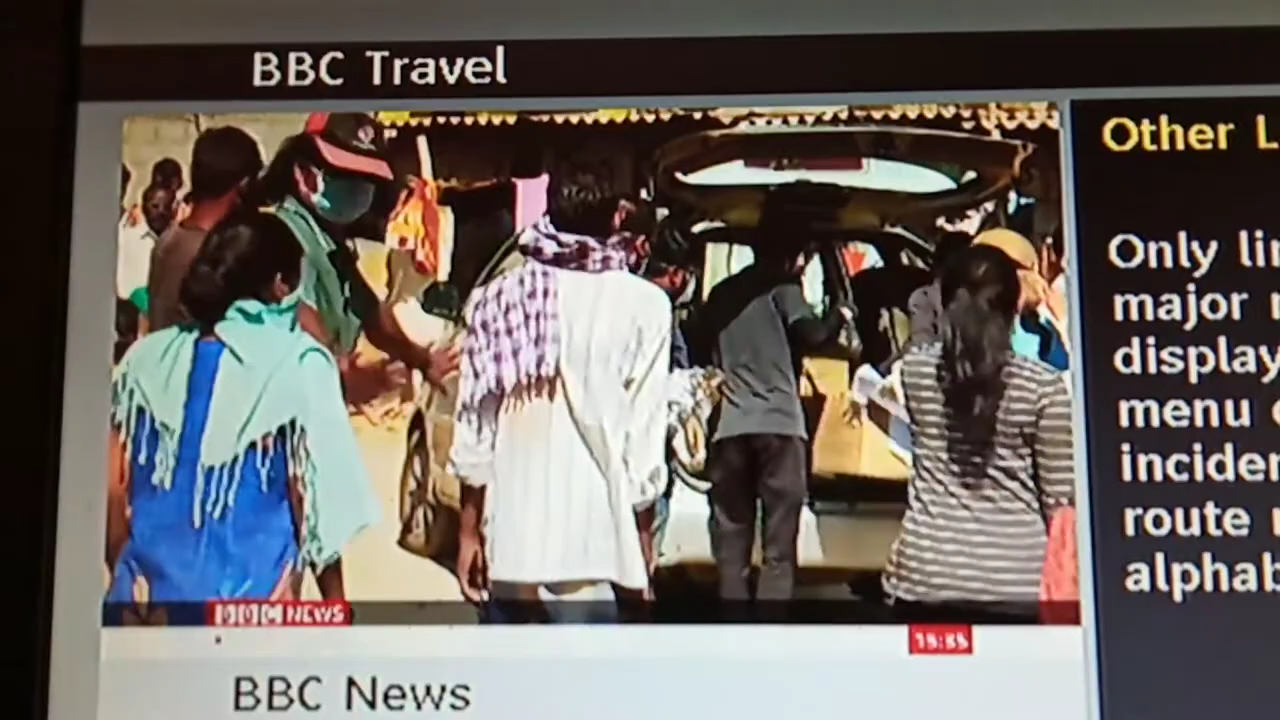 BBC Travel
Other L
Only li
major
display
menu
inciden
route
alphab
BBC NEWS
15:35
BBC News